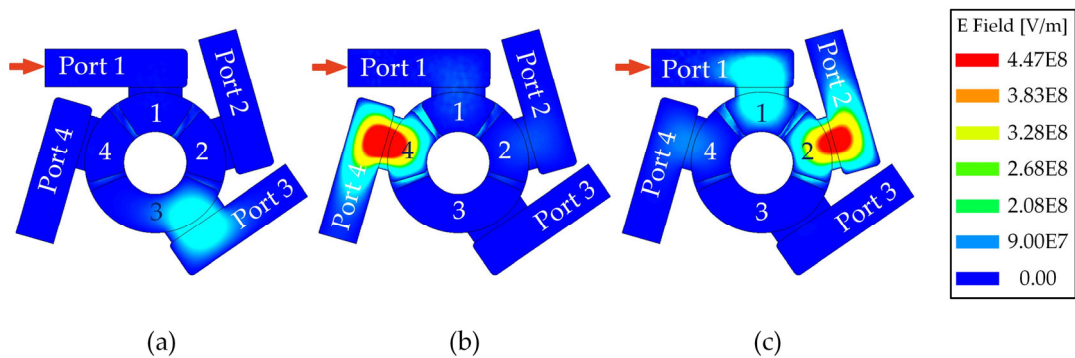 Port 1
Port 2
Port 3
Port 4
1
2
3
4
(a)
Port 1
Port 2
Port 3
Port 4
1
2
3
4
(b)
Port 1
Port 2
Port 3
Port 4
1
2
3
4
(c)
E Field [V/m]
4.47E8
3.83E8
3.28E8
2.68E8
2.08E8
9.00E7
0.00